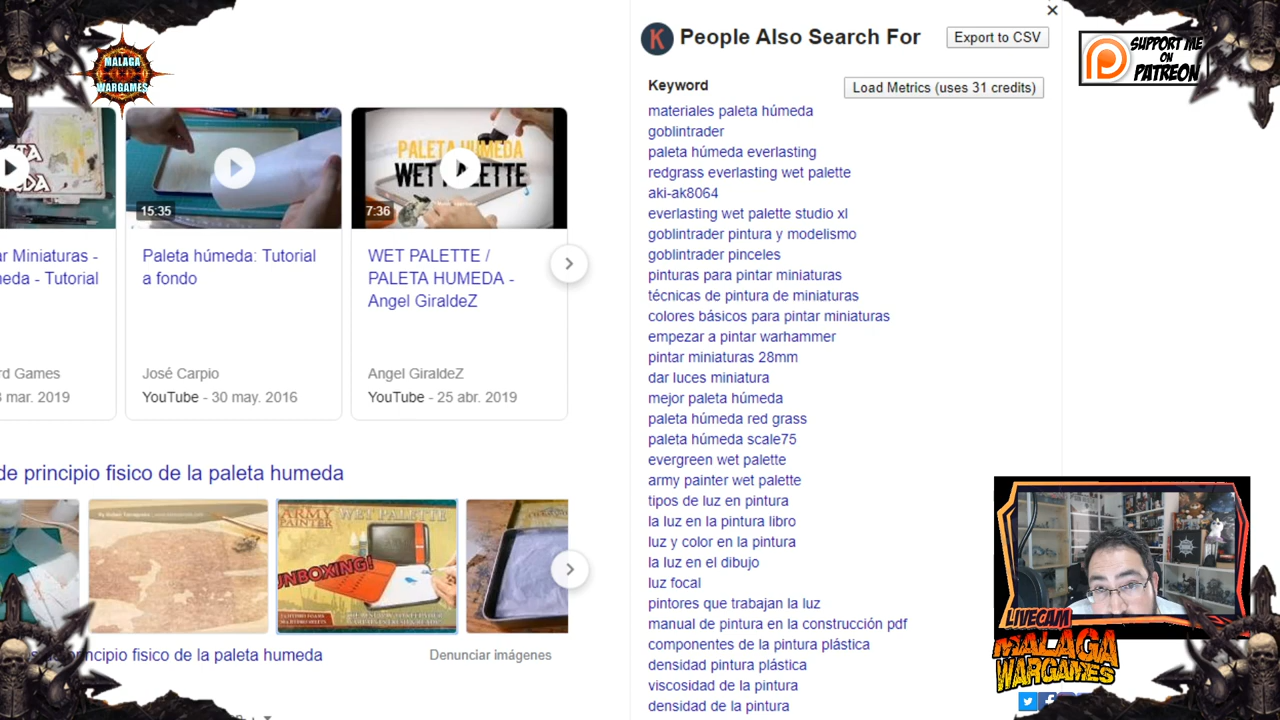 MALAGA
WARGAMES
SUPPORT ME
ON
PATREON
People Also Search For
Export to CSV
Keyword
Load Metrics (uses 31 credits)
materiales paleta húmeda
goblintrader
paleta húmeda everlasting
redgrass everlasting wet palette
aki-ak8064
everlasting wet palette studio xl
goblintrader pintura y modelismo
goblintrader pinceles
pinturas para pintar miniaturas
técnicas de pintura de miniaturas
colores básicos para pintar miniaturas
empezar a pintar warhammer
pintar miniaturas 28mm
dar luces miniatura
mejor paleta húmeda
paleta húmeda red grass
paleta húmeda scale75
evergreen wet palette
army painter wet palette
tipos de luz en pintura
la luz en la pintura libro
luz y color en la pintura
la luz en el dibujo
luz focal
pintores que trabajan la luz
manual de pintura en la construcción pdf
componentes de la pintura plástica
densidad pintura plástica
viscosidad de la pintura
densidad de la pintura
15:35
PALETA HUMEDA
WET PALETTE
7:36
ar Miniaturas -
meda - Tutorial
rd Games
mar. 2019
Paleta húmeda: Tutorial
a fondo
José Carpio
YouTube - 30 may. 2016
WET PALETTE /
PALETA HUMEDA -
Angel GiraldeZ
Angel GiraldeZ
YouTube - 25 abr. 2019
de principio fisico de la paleta humeda
ARMY
PAINTER
WET PALETTE
UNBOXING!
principio fisico de la paleta humeda
Denunciar imágenes
LIVECAM
MALAGA
WARGAMES